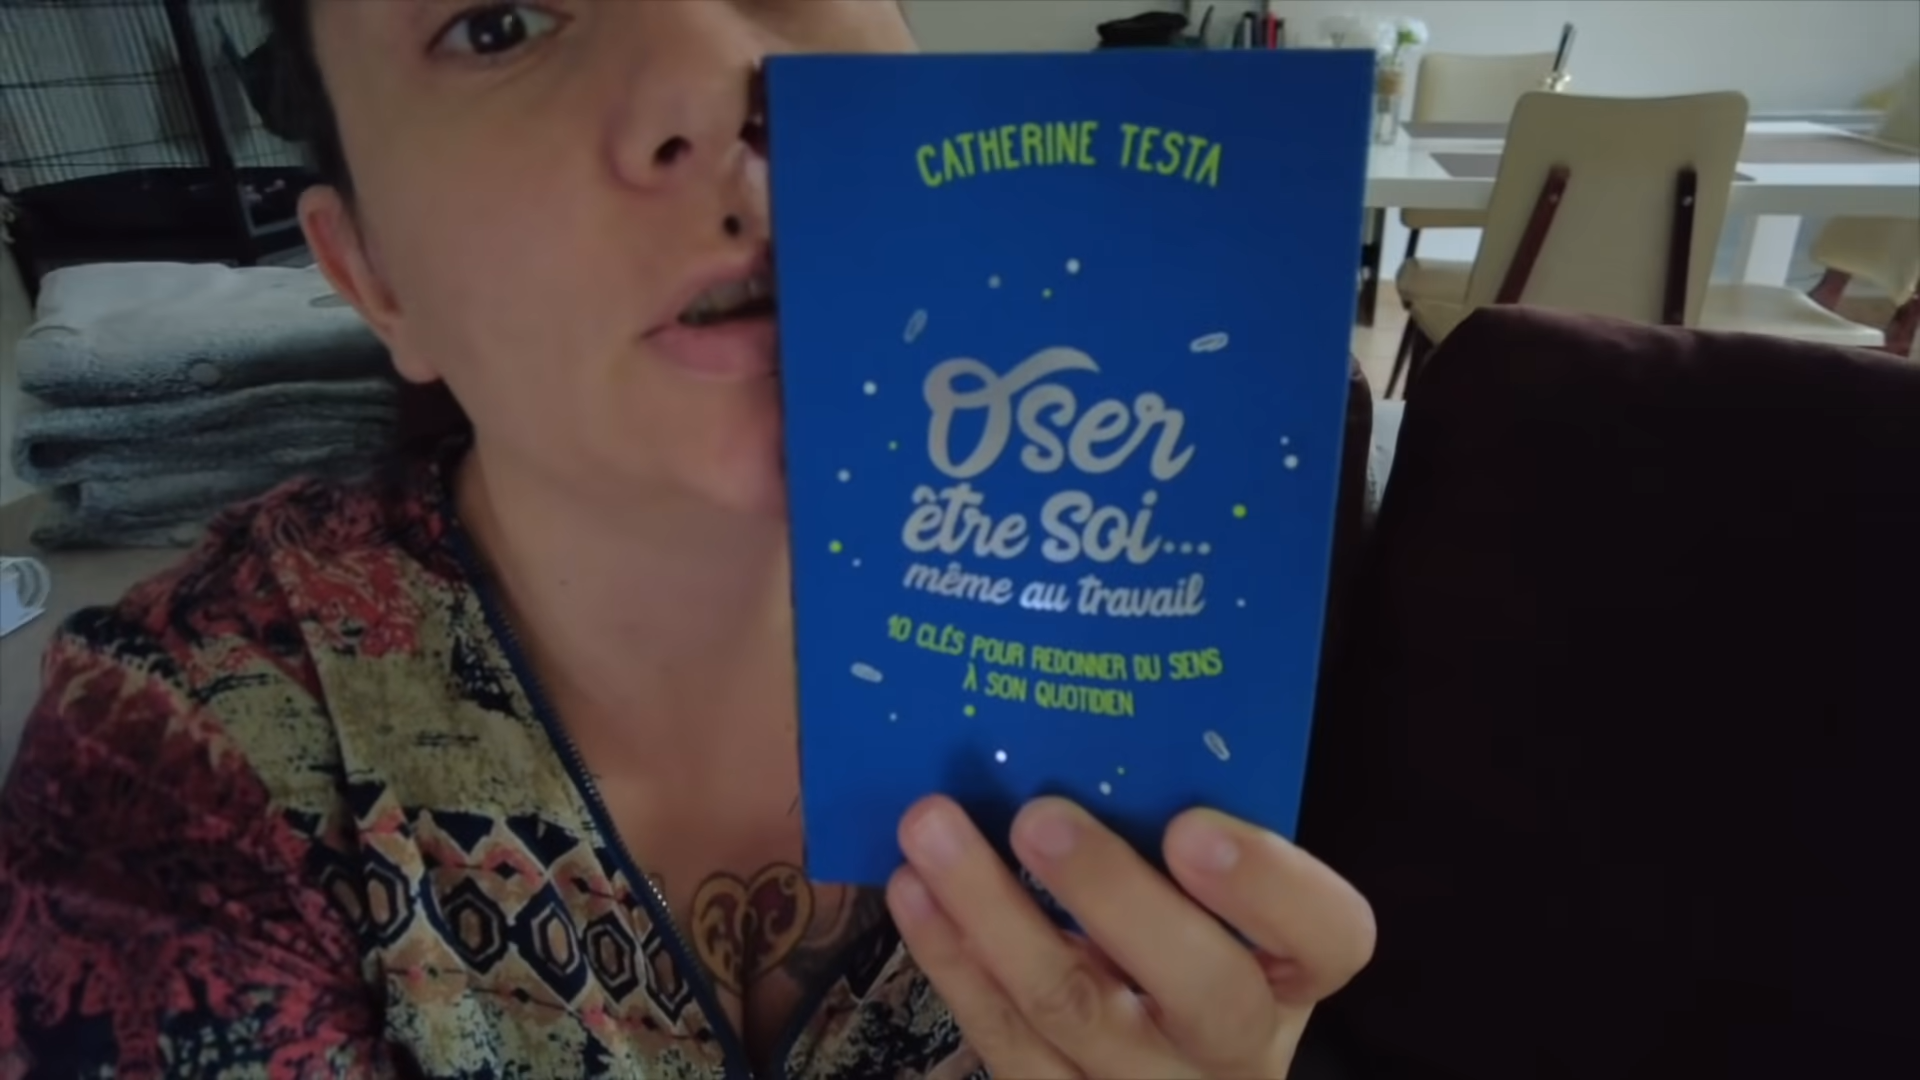 CATHERINE TESTA
Oser
être soi...
même au travail
10 CLÉS POUR REDONNER DU SENS
À SON QUOTIDIEN